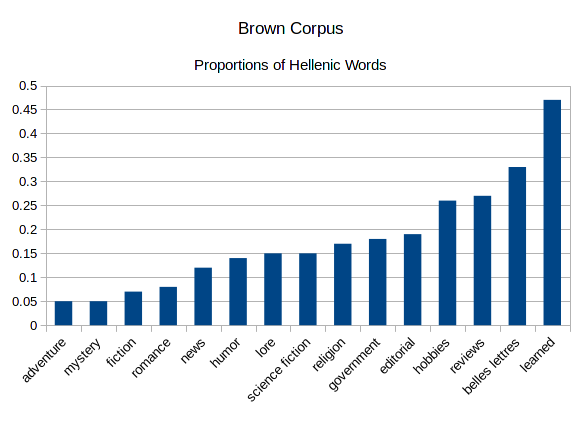 Brown Corpus
Proportions of Hellenic Words
0.5
0.45
0.4
0.35
0.3
0.25
0.2
0.15
0.1
0.05
0
adventure
mystery
fiction
romance
news
humor
lore
science fiction
religion
government
editorial
hobbies
reviews
belles lettres
learned